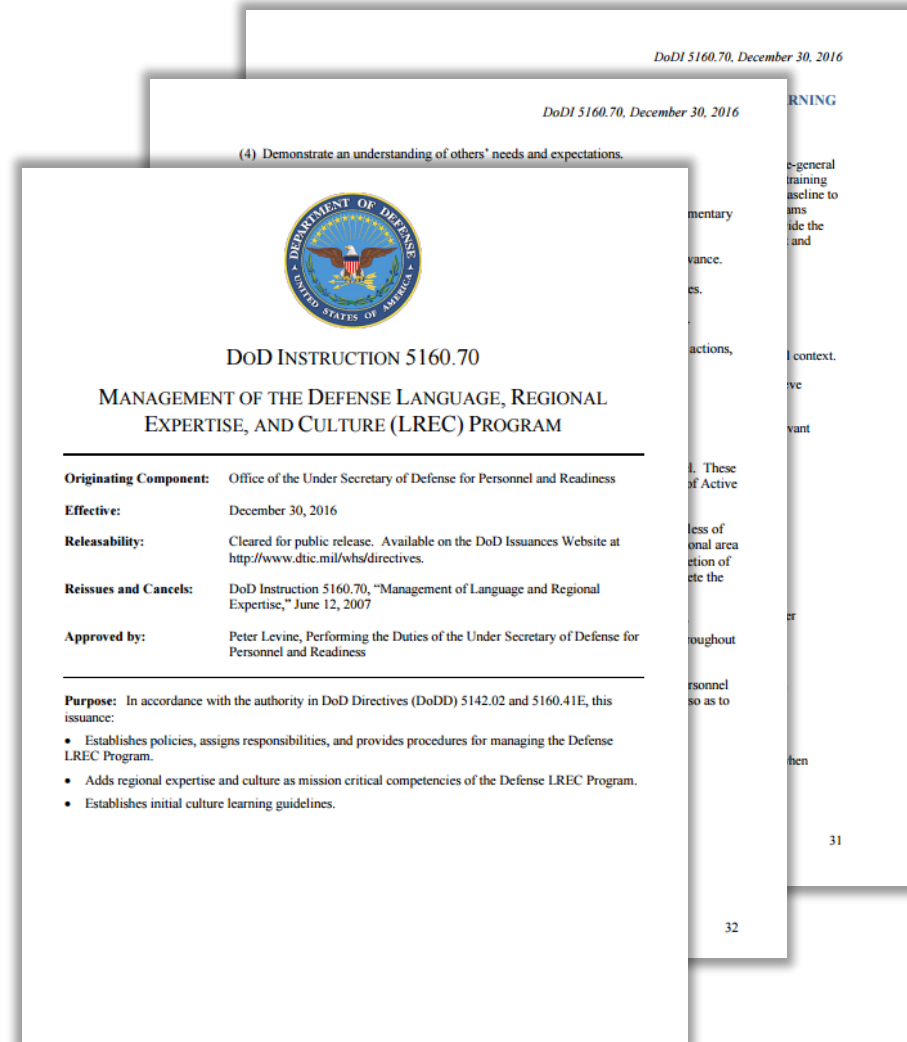 DoDI 5160.70, December 30, 2016
RNING
e-general
training
aseline to
ams
ide the
and
l context.
eve
vant
er
hen
31
DoDI 5160.70, December 30, 2016
(4) Demonstrate an understanding of others’ needs and expectations.
mentary
vance.
es.
actions,
l. These
of Active
less of
onal area
etion of
ete the
roughout
rsonnel
so as to
32
DEPARTMENT OF DEFENSE
UNITED STATES OF AMERICA
DOD INSTRUCTION 5160.70
MANAGEMENT OF THE DEFENSE LANGUAGE, REGIONAL
EXPERTISE, AND CULTURE (LREC) PROGRAM
Originating Component: Office of the Under Secretary of Defense for Personnel and Readiness
Effective: December 30, 2016
Releasability: Cleared for public release. Available on the DoD Issuances Website at
http://www.dtic.mil/whs/directives.
Reissues and Cancels: DoD Instruction 5160.70, “Management of Language and Regional
Expertise,” June 12, 2007
Approved by: Peter Levine, Performing the Duties of the Under Secretary of Defense for
Personnel and Readiness
Purpose: In accordance with the authority in DoD Directives (DoDD) 5142.02 and 5160.41E, this
issuance:
• Establishes policies, assigns responsibilities, and provides procedures for managing the Defense
LREC Program.
• Adds regional expertise and culture as mission critical competencies of the Defense LREC Program.
• Establishes initial culture learning guidelines.